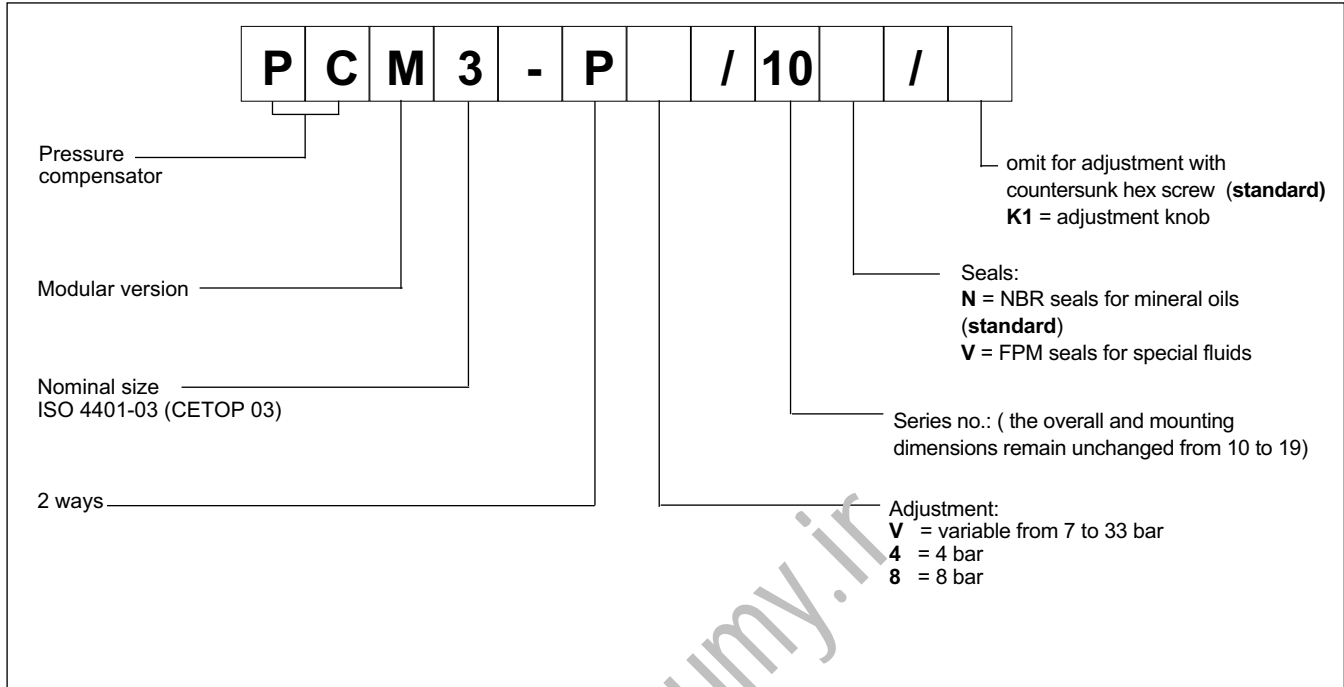 P C M 3 - P / 10 /
Pressure
compensator
Modular version
Nominal size
ISO 4401-03 (CETOP 03)
2 ways
omit for adjustment with
countersunk hex screw (standard)
K1 = adjustment knob
Seals:
N = NBR seals for mineral oils
(standard)
V = FPM seals for special fluids
Series no.: ( the overall and mounting
dimensions remain unchanged from 10 to 19)
Adjustment:
V = variable from 7 to 33 bar
4 = 4 bar
8 = 8 bar